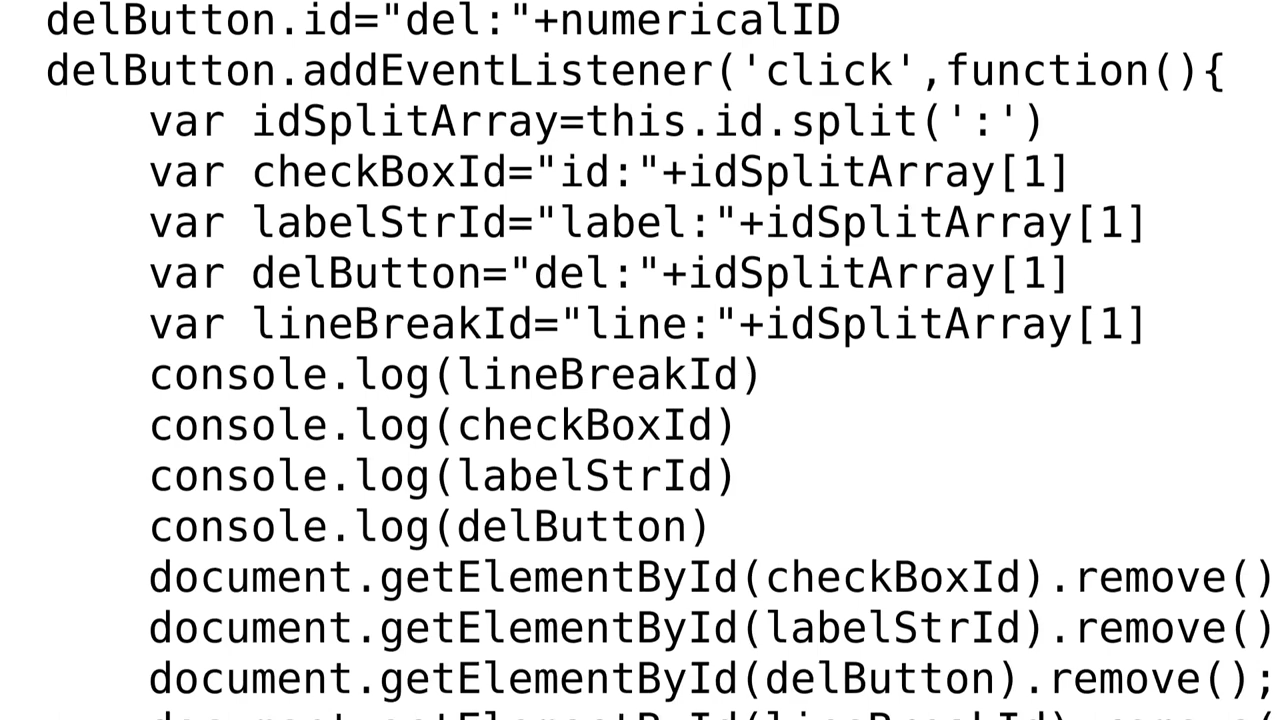 delButton.id="del:"+numericalID
delButton.addEventListener('click',function(){
var idSplitArray=this.id.split(':')
var checkBoxId="id:"+idSplitArray[1]
var labelStrId="label:"+idSplitArray[1]
var delButton="del:"+idSplitArray[1]
var lineBreakId="line:"+idSplitArray[1]
console.log(lineBreakId)
console.log(checkBoxId)
console.log(labelStrId)
console.log(delButton)
document.getElementById(checkBoxId).remove()
document.getElementById(labelStrId).remove()
document.getElementById(delButton).remove();